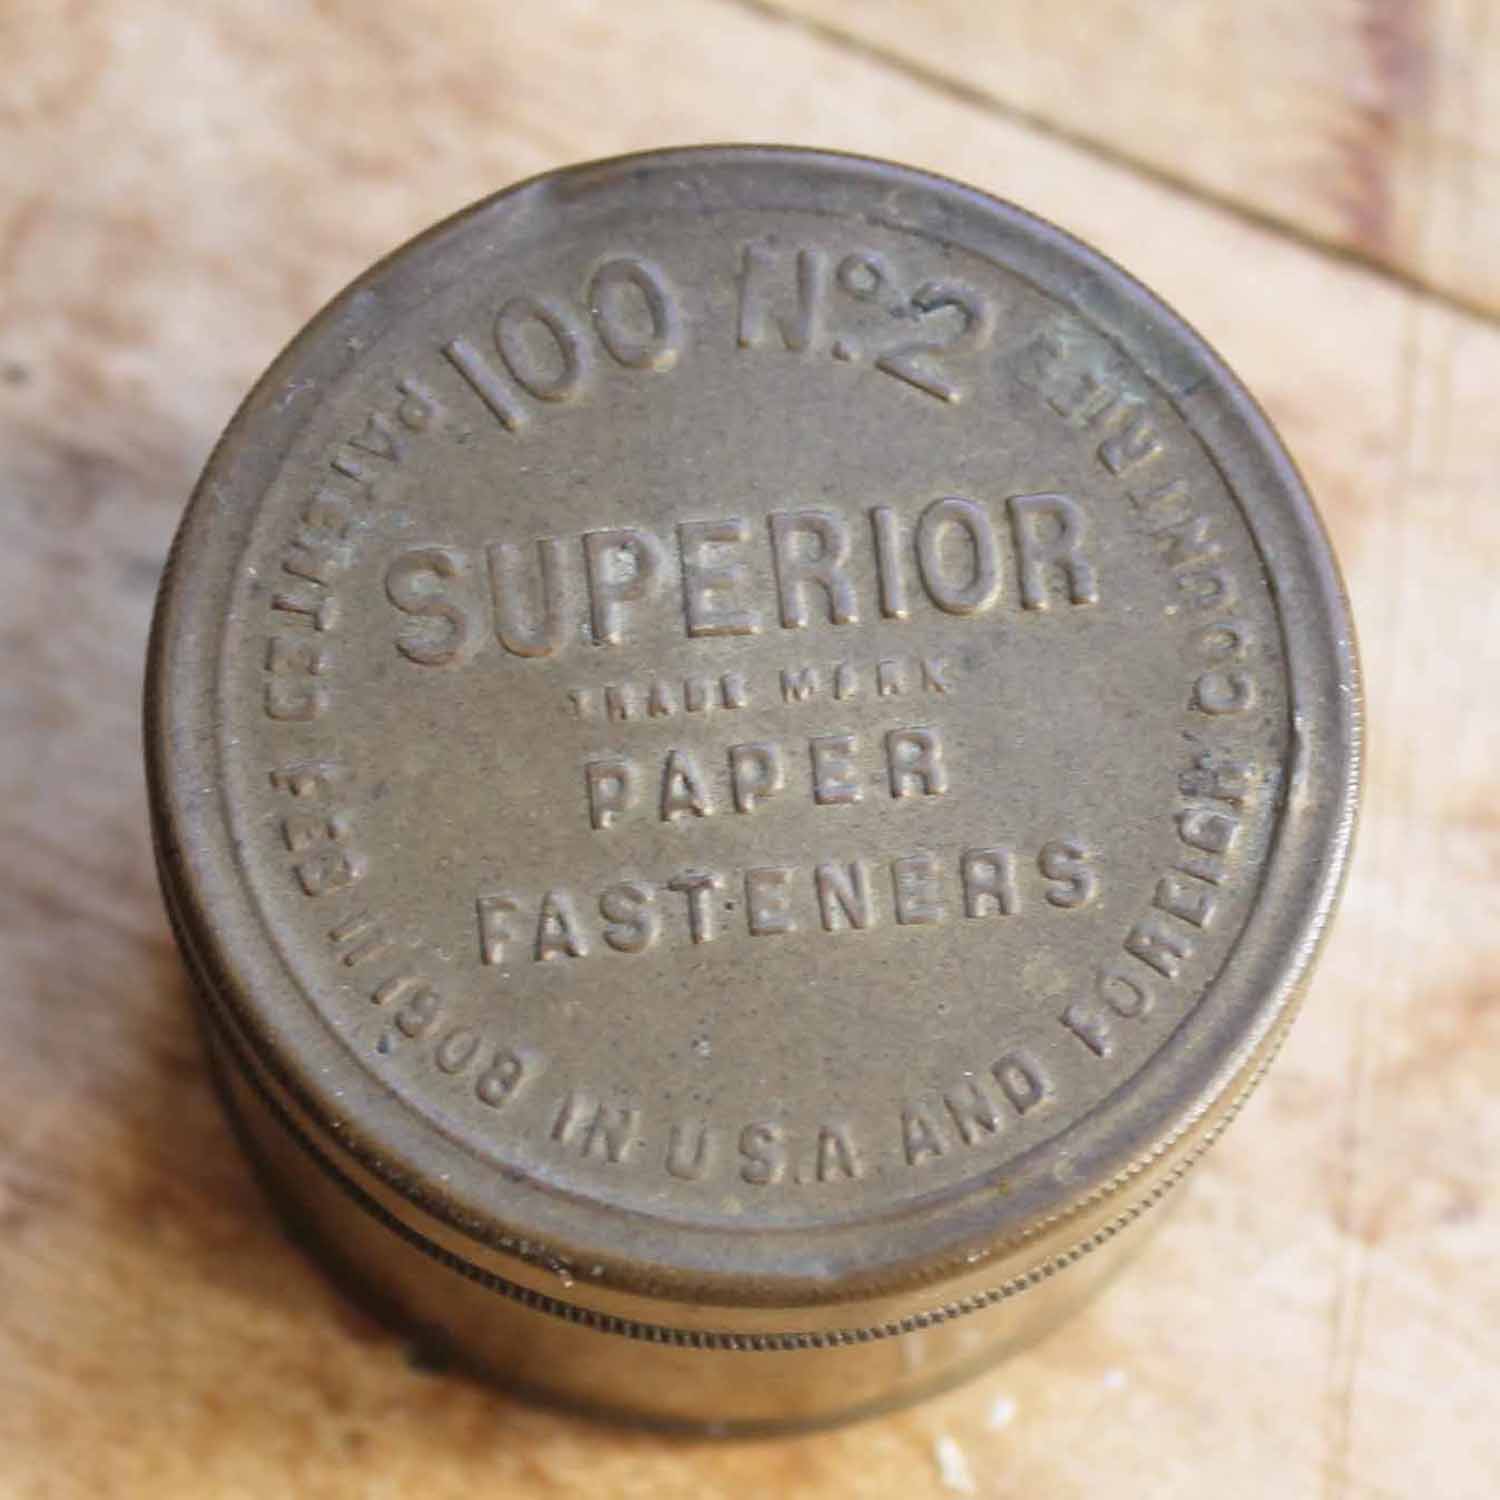 100 Nº. 2
SUPERIOR
TRADE MARK
PAPER
FASTENERS
PATENTED FEB 11 1908 IN U.S.A AND FOREIGN COUNTRIES